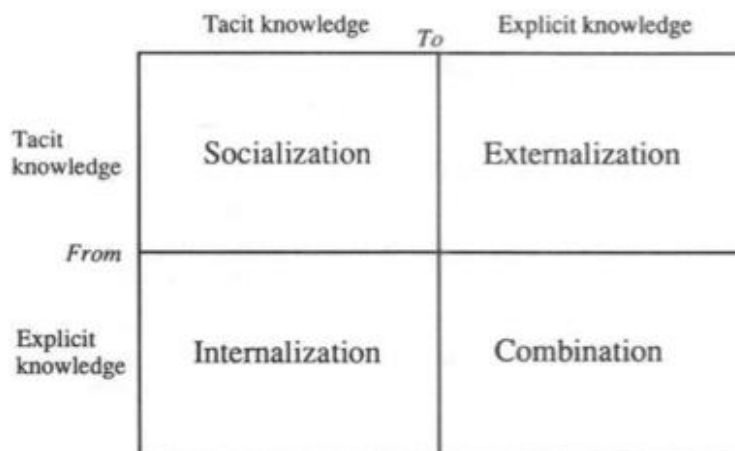 Tacit knowledge To Explicit knowledge
Tacit
knowledge
Socialization Externalization
From
Explicit
knowledge
Internalization Combination